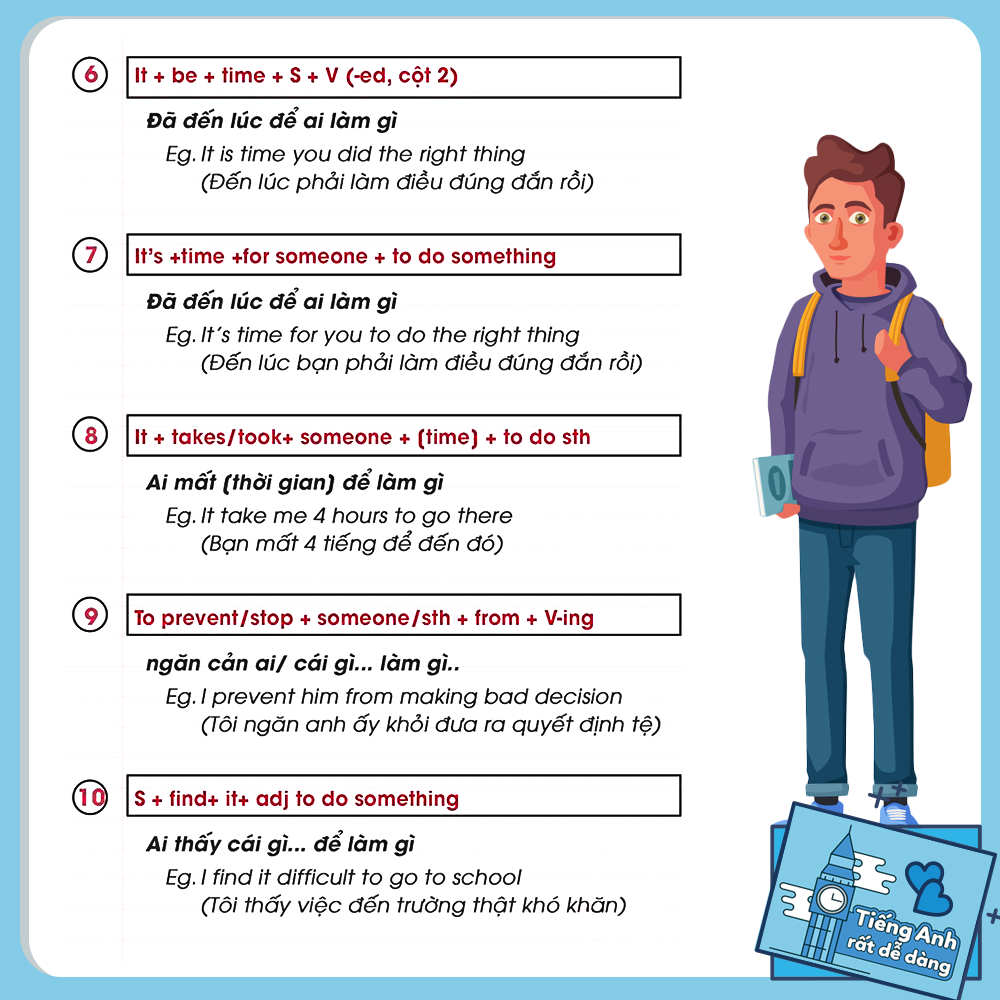 6
It + be + time + S + V (-ed, cột 2)
Đã đến lúc để ai làm gì
Eg. It is time you did the right thing
(Đến lúc phải làm điều đúng đắn rồi)
7
It's +time +for someone + to do something
Đã đến lúc để ai làm gì
Eg. It's time for you to do the right thing
(Đến lúc bạn phải làm điều đúng đắn rồi)
8
It + takes/took+ someone + (time) + to do sth
Ai mất (thời gian) để làm gì
Eg. It take me 4 hours to go there
(Bạn mất 4 tiếng để đến đó)
9
To prevent/stop + someone/sth + from + V-ing
ngăn cản ai/ cái gì... làm gì..
Eg. I prevent him from making bad decision
(Tôi ngăn anh ấy khỏi đưa ra quyết định tệ)
10
S + find+ it+ adj to do something
Ai thấy cái gì... để làm gì
Eg. I find it difficult to go to school
(Tôi thấy việc đến trường thật khó khăn)
Tiếng Anh
rất dễ dàng